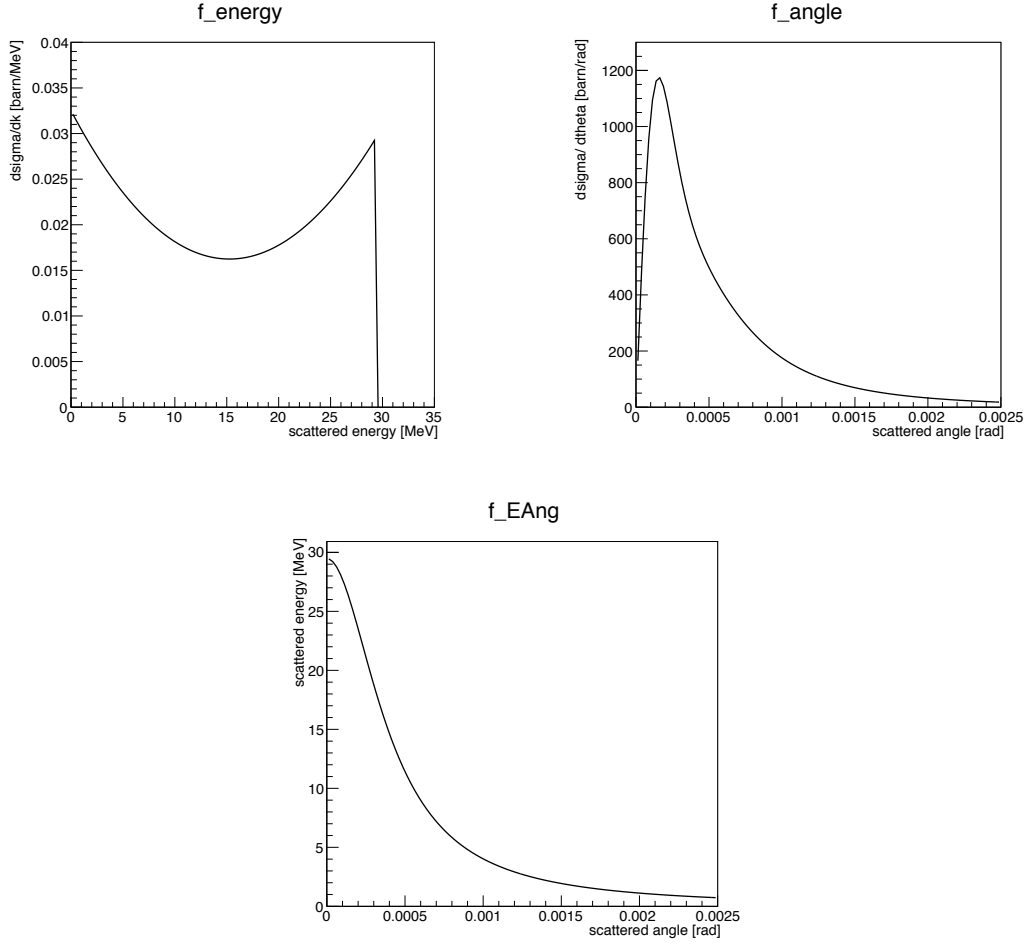 f_energy
dsigma/dk [barn/MeV]
0.04
0.035
0.03
0.025
0.02
0.015
0.01
0.005
0
0 5 10 15 20 25 30 35
scattered energy [MeV]
f_angle
dsigma/ dtheta [barn/rad]
1200
1000
800
600
400
200
0
0 0.0005 0.001 0.0015 0.002 0.0025
scattered angle [rad]
f_EAng
scattered energy [MeV]
30
25
20
15
10
5
0
0 0.0005 0.001 0.0015 0.002 0.0025
scattered angle [rad]